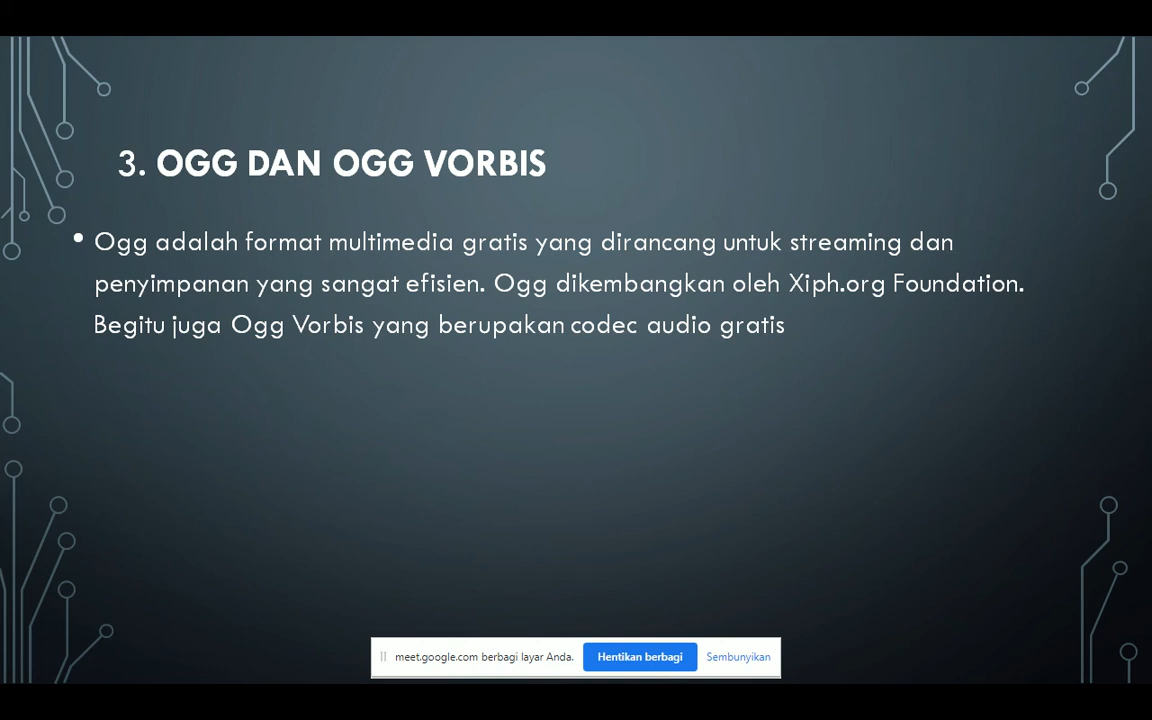 3. OGG DAN OGG VORBIS
• Ogg adalah format multimedia gratis yang dirancang untuk streaming dan
penyimpanan yang sangat efisien. Ogg dikembangkan oleh Xiph.org Foundation.
Begitu juga Ogg Vorbis yang berupakan codec audio gratis
meet.google.com berbagi layar Anda. Hentikan berbagi Sembunyikan